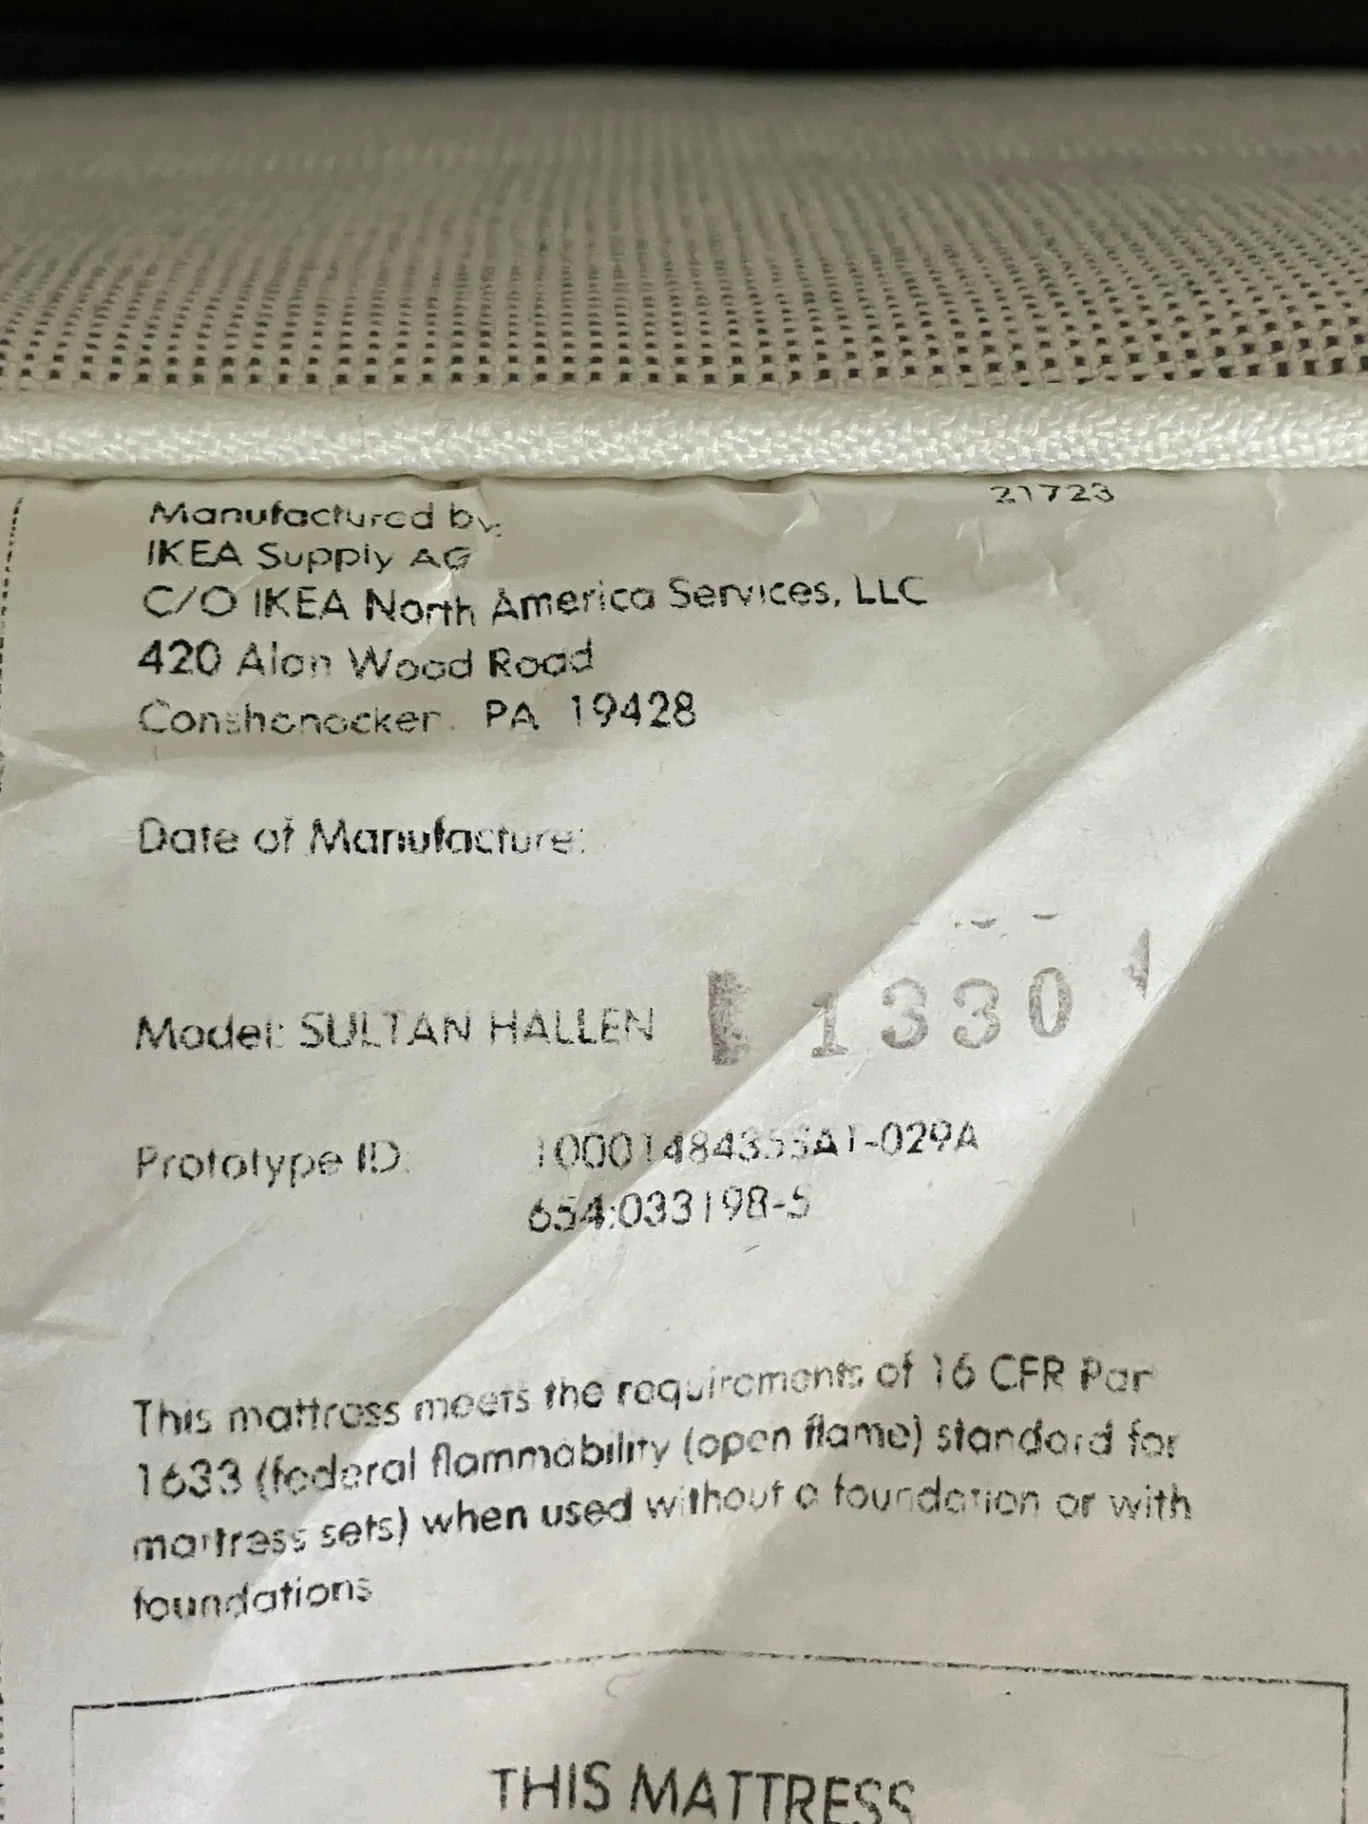 21723
Manufactured by:
IKEA Supply AG
C/O IKEA North America Services, LLC
420 Alan Wood Road
Conshohocken, PA 19428
Date of Manufacture:
Model: SULTAN HALLEN
1330
Prototype ID:
654:033198-5
This mattress meets the requirements of 16 CFR Part
1633 (federal flammability (open flame) standard for
mattress sets) when used without a foundation or with
foundations
THIS MATTRESS